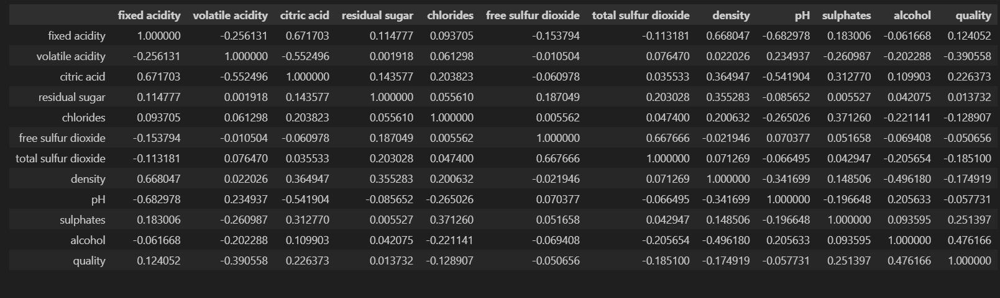 fixed acidity volatile acidity citric acid residual sugar chlorides free sulfur dioxide total sulfur dioxide density pH sulphates alcohol quality
fixed acidity 1.000000 -0.256131 0.671703 0.114777 0.093705 -0.153794 -0.113181 0.668047 -0.682978 0.183006 -0.061668 0.124052
volatile acidity -0.256131 1.000000 -0.552496 0.001918 0.061298 -0.010504 0.076470 0.022026 0.234937 -0.260987 -0.202288 -0.390558
citric acid 0.671703 -0.552496 1.000000 0.143577 0.203823 -0.060978 0.035533 0.364947 -0.541904 0.312770 0.109903 0.226373
residual sugar 0.114777 0.001918 0.143577 1.000000 0.055610 0.187049 0.203028 0.355283 -0.085652 0.005527 0.042075 0.013732
chlorides 0.093705 0.061298 0.203823 0.055610 1.000000 0.005562 0.047400 0.200632 -0.265026 0.371260 -0.221141 -0.128907
free sulfur dioxide -0.153794 -0.010504 -0.060978 0.187049 0.005562 1.000000 0.667666 -0.021946 0.070377 0.051658 -0.069408 -0.050656
total sulfur dioxide -0.113181 0.076470 0.035533 0.203028 0.047400 0.667666 1.000000 0.071269 -0.066495 0.042947 -0.205654 -0.185100
density 0.668047 0.022026 0.364947 0.355283 0.200632 -0.021946 0.071269 1.000000 -0.341699 0.148506 -0.496180 -0.174919
pH -0.682978 0.234937 -0.541904 -0.085652 -0.265026 0.070377 -0.066495 -0.341699 1.000000 -0.196648 0.205633 -0.057731
sulphates 0.183006 -0.260987 0.312770 0.005527 0.371260 0.051658 0.042947 0.148506 -0.196648 1.000000 0.093595 0.251397
alcohol -0.061668 -0.202288 0.109903 0.042075 -0.221141 -0.069408 -0.205654 -0.496180 0.205633 0.093595 1.000000 0.476166
quality 0.124052 -0.390558 0.226373 0.013732 -0.128907 -0.050656 -0.185100 -0.174919 -0.057731 0.251397 0.476166 1.000000